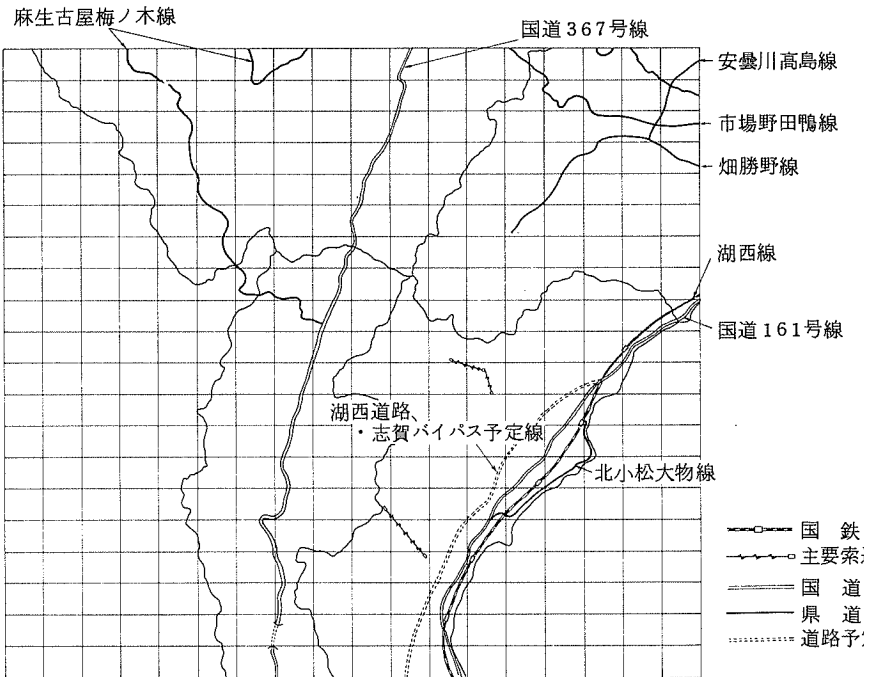 麻生古屋梅ノ木線
国道367号線
安曇川高島線
市場野田鴨線
畑勝野線
湖西線
国道161号線
湖西道路、
・志賀バイパス予定線
北小松大物線
国鉄
主要索
国道
県道
道路予